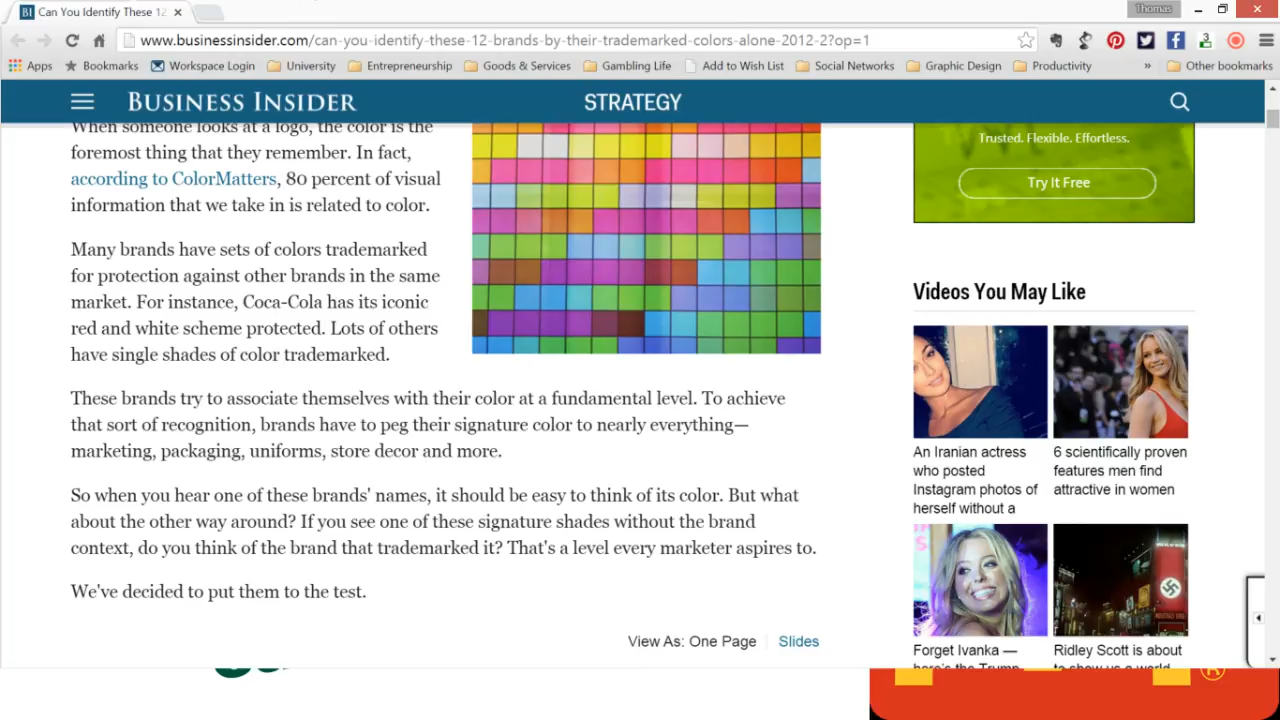 Can You Identify These 12
Thomas
www.businessinsider.com/can-you-identify-these-12-brands-by-their-trademarked-colors-alone-2012-2?op=1
Apps Bookmarks Workspace Login University Entrepreneurship Goods & Services Gambling Life Add to Wish List Social Networks Graphic Design Productivity » Other bookmarks
BUSINESS INSIDER STRATEGY
When someone looks at a logo, the color is the
foremost thing that they remember. In fact,
according to ColorMatters, 80 percent of visual
information that we take in is related to color.
Many brands have sets of colors trademarked
for protection against other brands in the same
market. For instance, Coca-Cola has its iconic
red and white scheme protected. Lots of others
have single shades of color trademarked.
These brands try to associate themselves with their color at a fundamental level. To achieve
that sort of recognition, brands have to peg their signature color to nearly everything—
marketing, packaging, uniforms, store decor and more.
So when you hear one of these brands' names, it should be easy to think of its color. But what
about the other way around? If you see one of these signature shades without the brand
context, do you think of the brand that trademarked it? That's a level every marketer aspires to.
We've decided to put them to the test.
View As: One Page Slides
Trusted. Flexible. Effortless.
Try It Free
Videos You May Like
An Iranian actress
who posted
Instagram photos of
herself without a
6 scientifically proven
features men find
attractive in women
Forget Ivanka —
here's the Trump
Ridley Scott is about
to show us a world
®